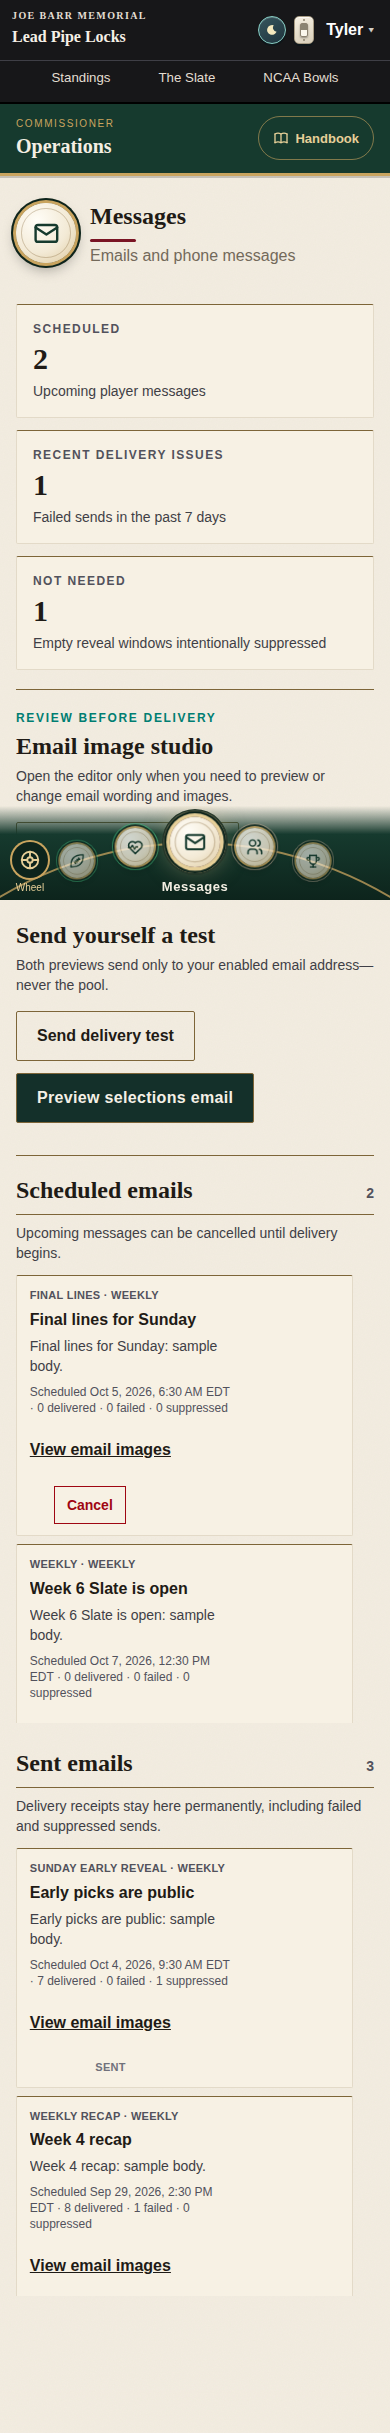 JOE BARR MEMORIAL
Lead Pipe Locks
Tyler
Standings The Slate NCAA Bowls
COMMISSIONER
Operations
Handbook
Messages
Emails and phone messages
SCHEDULED
2
Upcoming player messages
RECENT DELIVERY ISSUES
1
Failed sends in the past 7 days
NOT NEEDED
1
Empty reveal windows intentionally suppressed
REVIEW BEFORE DELIVERY
Email image studio
Open the editor only when you need to preview or
change email wording and images.
Wheel
Messages
Send yourself a test
Both previews send only to your enabled email address—
never the pool.
Send delivery test
Preview selections email
Scheduled emails 2
Upcoming messages can be cancelled until delivery
begins.
FINAL LINES · WEEKLY
Final lines for Sunday
Final lines for Sunday: sample
body.
Scheduled Oct 5, 2026, 6:30 AM EDT
· 0 delivered · 0 failed · 0 suppressed
View email images
Cancel
WEEKLY · WEEKLY
Week 6 Slate is open
Week 6 Slate is open: sample
body.
Scheduled Oct 7, 2026, 12:30 PM
EDT · 0 delivered · 0 failed · 0
suppressed
Sent emails 3
Delivery receipts stay here permanently, including failed
and suppressed sends.
SUNDAY EARLY REVEAL · WEEKLY
Early picks are public
Early picks are public: sample
body.
Scheduled Oct 4, 2026, 9:30 AM EDT
· 7 delivered · 0 failed · 1 suppressed
View email images
SENT
WEEKLY RECAP · WEEKLY
Week 4 recap
Week 4 recap: sample body.
Scheduled Sep 29, 2026, 2:30 PM
EDT · 8 delivered · 1 failed · 0
suppressed
View email images